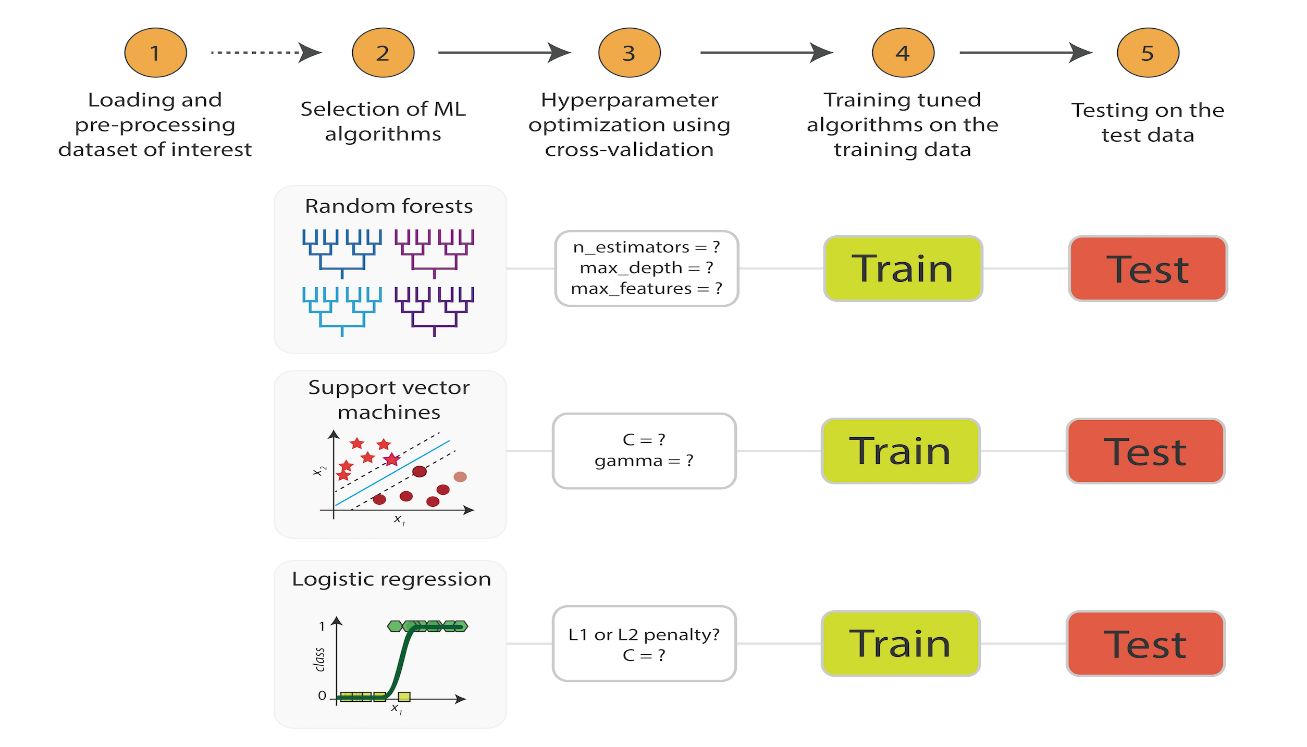 1
2
3
4
5
Loading and
pre-processing
dataset of interest
Selection of ML
algorithms
Hyperparameter
optimization using
cross-validation
Training tuned
algorithms on the
training data
Testing on the
test data
Random forests
n_estimators = ?
max_depth = ?
max_features = ?
Train
Test
Support vector
machines
x2
x1
C = ?
gamma = ?
Train
Test
Logistic regression
1
class
0
x1
L1 or L2 penalty?
C = ?
Train
Test